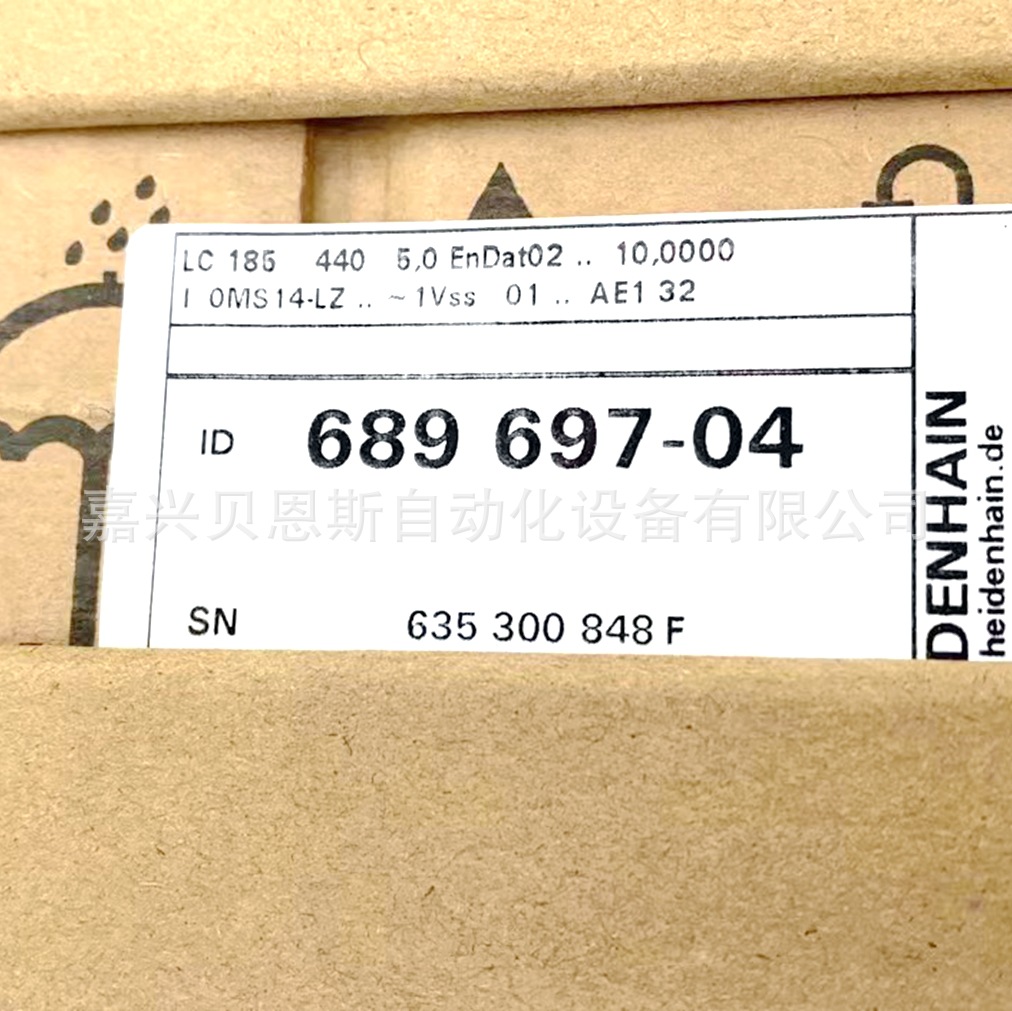 LC 185 440 5,0 EnDat02 .. 10,0000
I 0MS14-LZ .. ~1Vss 01 .. AE1 32
ID 689 697-04
嘉兴贝恩斯自动化设备有限公司
SN 635 300 848 F
DENHAIN
heidenhain.de